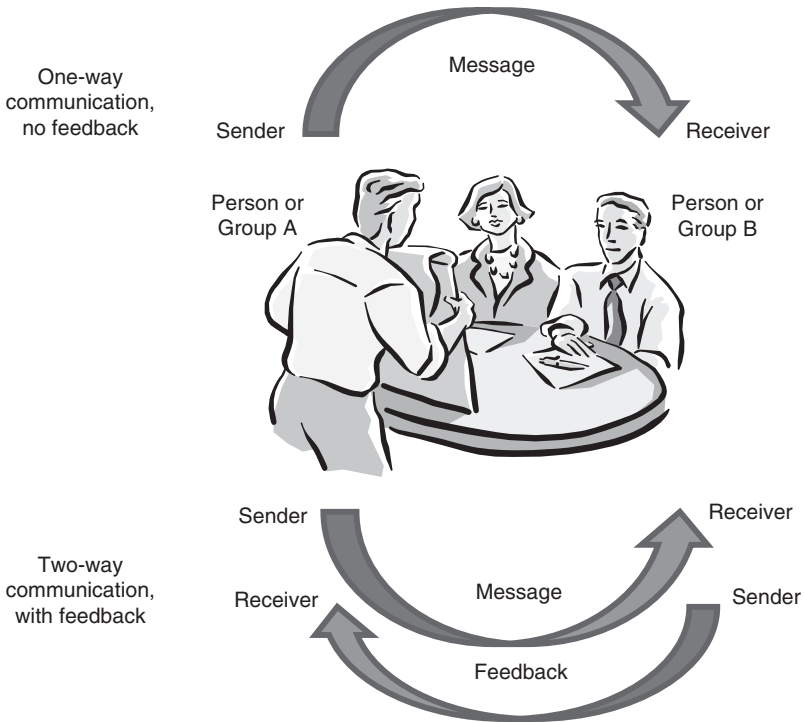 One-way
communication,
no feedback
Message
Sender
Receiver
Person or
Group A
Person or
Group B
Sender
Receiver
Two-way
communication,
with feedback
Receiver
Message
Sender
Feedback